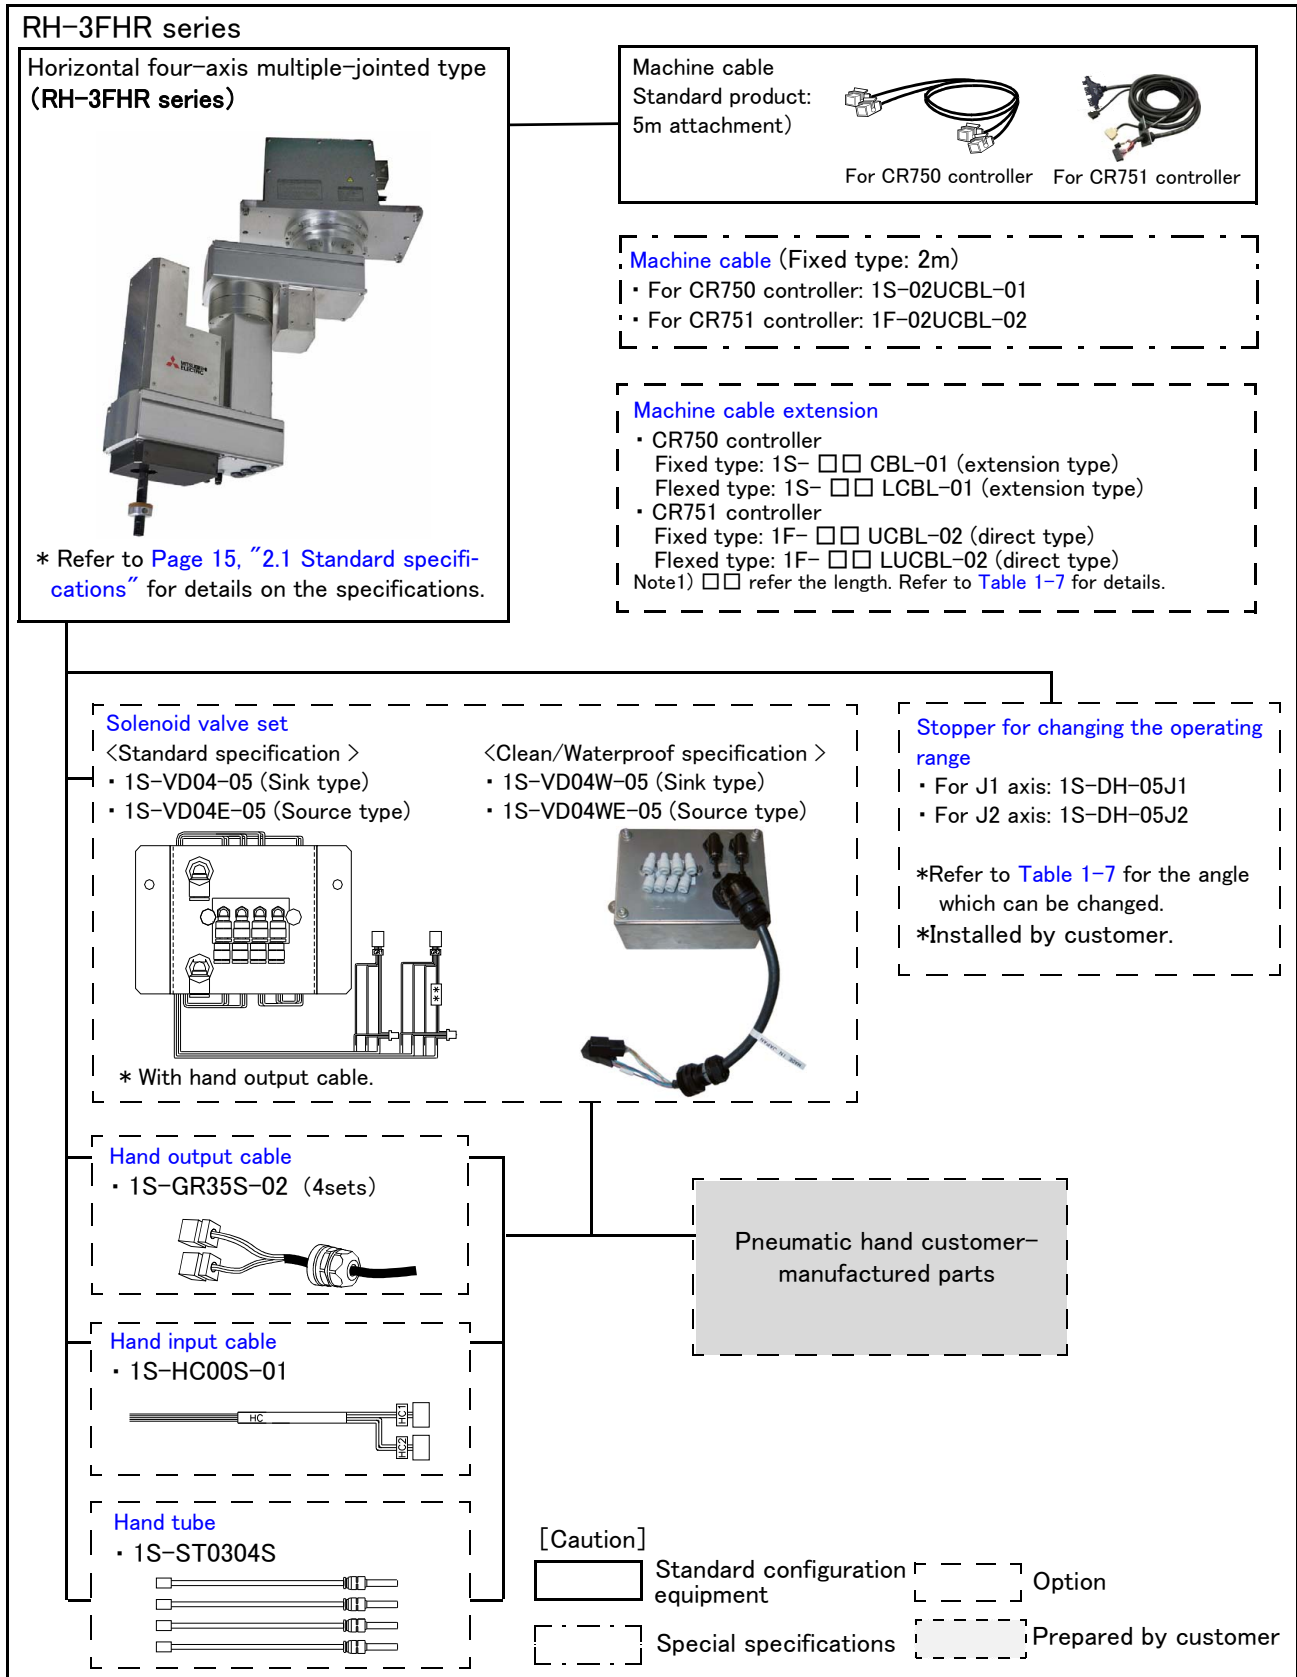 RH-3FHR series
Horizontal four-axis multiple-jointed type
(RH-3FHR series)
MITSUBISHI
ELECTRIC
* Refer to Page 15, "2.1 Standard specifi-
cations" for details on the specifications.
Machine cable
Standard product:
5m attachment)
For CR750 controller
For CR751 controller
Machine cable (Fixed type: 2m)
・For CR750 controller: 1S-02UCBL-01
・For CR751 controller: 1F-02UCBL-02
Machine cable extension
・CR750 controller
Fixed type: 1S- □□ CBL-01 (extension type)
Flexed type: 1S- □□ LCBL-01 (extension type)
・CR751 controller
Fixed type: 1F- □□ UCBL-02 (direct type)
Flexed type: 1F- □□ LUCBL-02 (direct type)
Note1) □□ refer the length. Refer to Table 1-7 for details.
Solenoid valve set
<Standard specification >
・1S-VD04-05 (Sink type)
・1S-VD04E-05 (Source type)
<Clean/Waterproof specification >
・1S-VD04W-05 (Sink type)
・1S-VD04WE-05 (Source type)
**
MADE IN JAPAN
* With hand output cable.
Stopper for changing the operating
range
・For J1 axis: 1S-DH-05J1
・For J2 axis: 1S-DH-05J2
*Refer to Table 1-7 for the angle
which can be changed.
*Installed by customer.
Hand output cable
・1S-GR35S-02 (4sets)
Hand input cable
・1S-HC00S-01
HC
HC1
HC2
Hand tube
・1S-ST0304S
Pneumatic hand customer-
manufactured parts
[Caution]
Standard configuration
equipment
Option
Special specifications
Prepared by customer